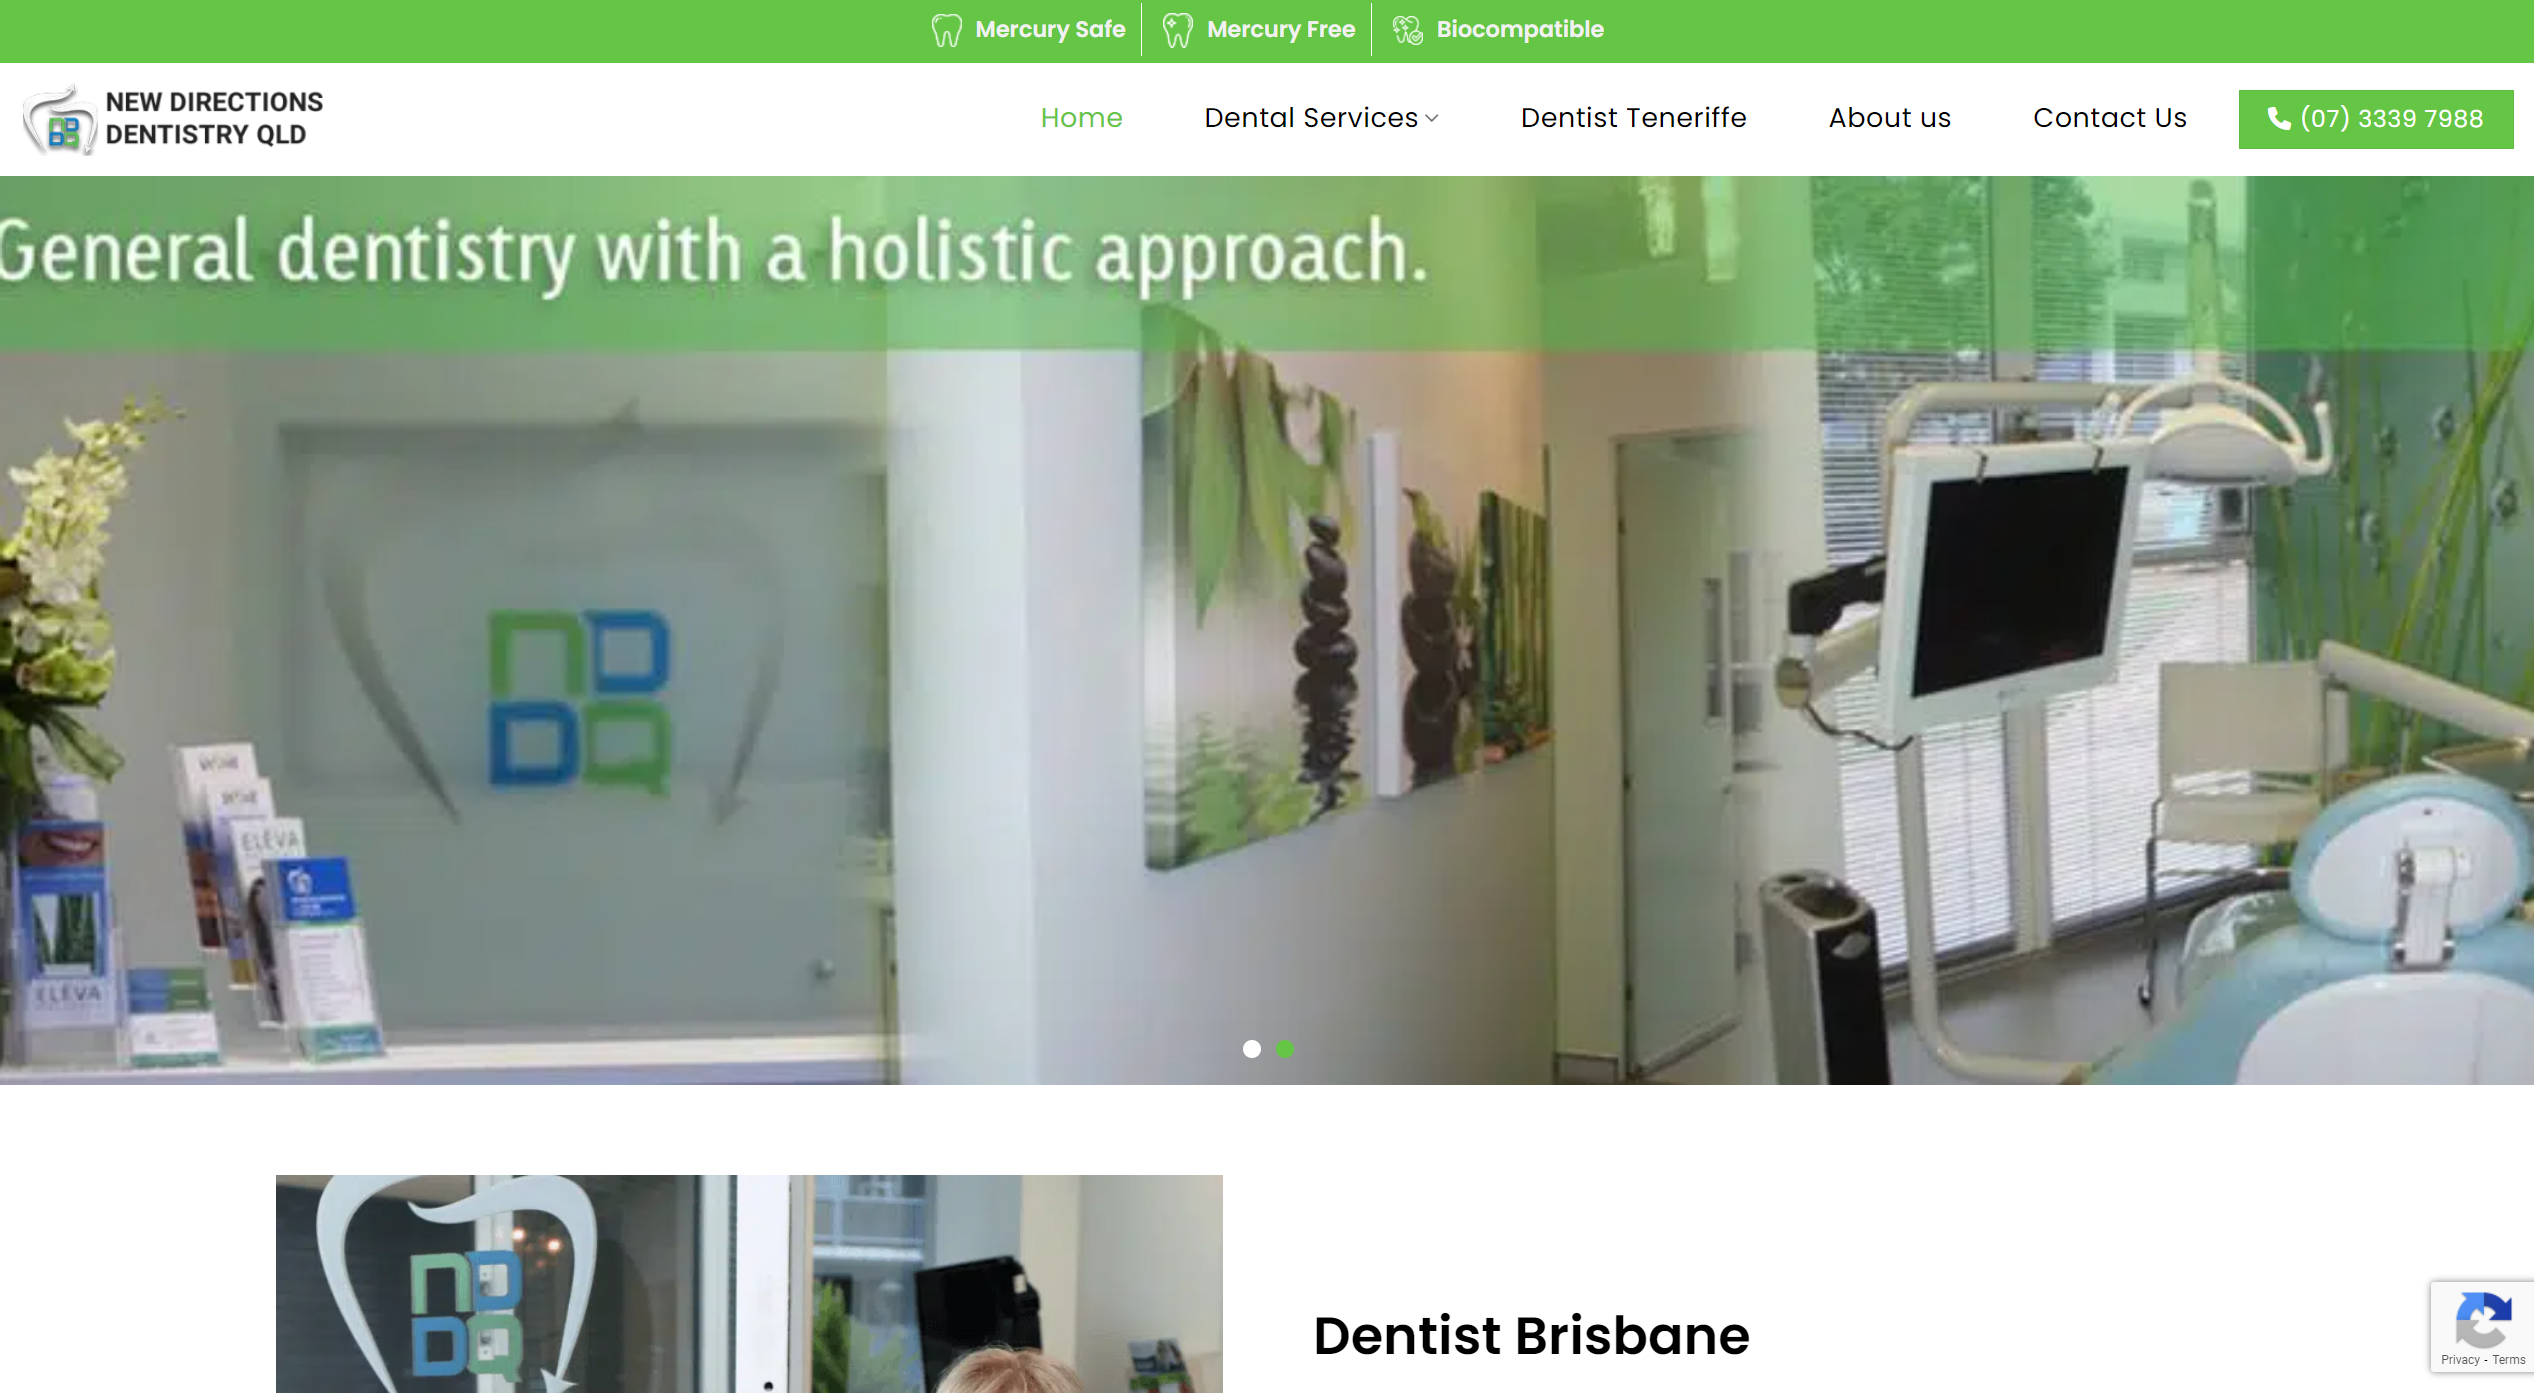 Mercury Safe
Mercury Free
Biocompatible
NEW DIRECTIONS
DENTISTRY QLD
Home
Dental Services
Dentist Teneriffe
About us
Contact Us
(07) 3339 7988
General dentistry with a holistic approach.
ELEVA
ELEVA
Dentist Brisbane
Privacy - Terms